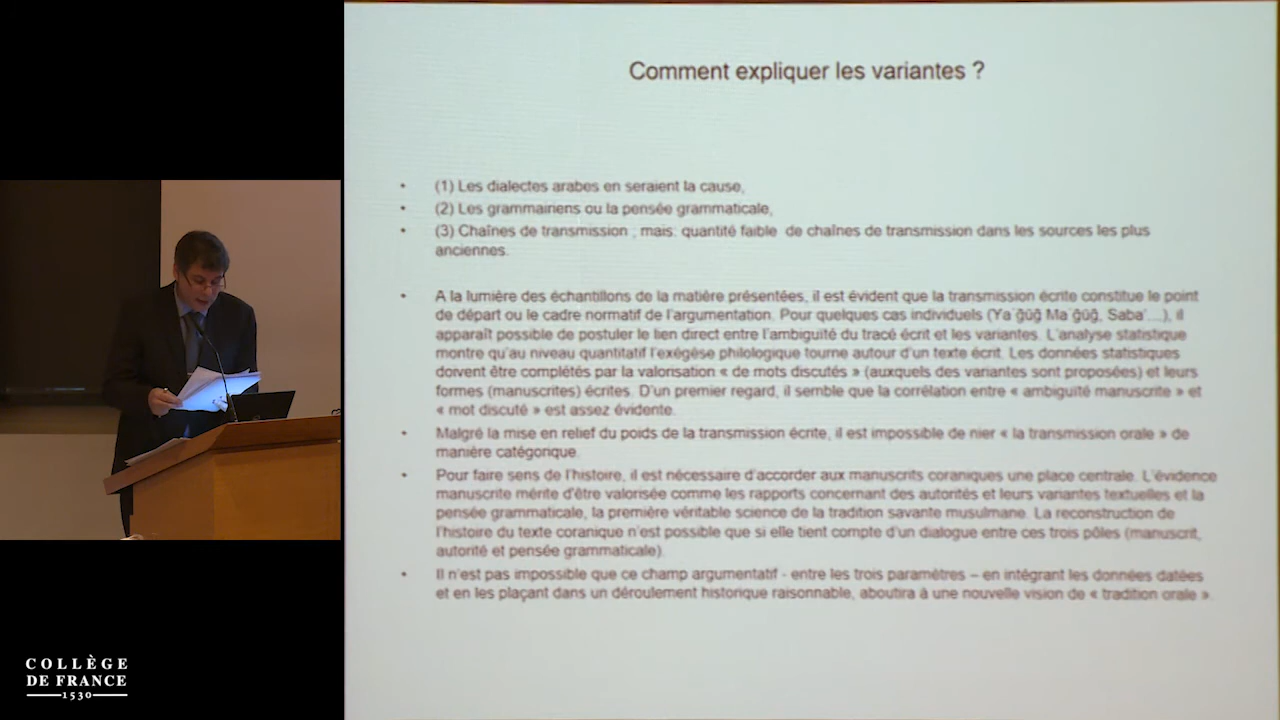 Comment expliquer les variantes ?
• (1) Les dialectes arabes en seraient la cause,
• (2) Les grammairiens ou la pensée grammaticale,
• (3) Chaînes de transmission , mais: quantité faible de chaînes de transmission dans les sources les plus
anciennes.
• A la lumière des échantillons de la matière présentées, il est évident que la transmission écrite constitue le point
de départ ou le cadre normatif de l'argumentation. Pour quelques cas individuels (Ya ğūğ Ma ğūğ, Saba'....), il
apparaît possible de postuler le lien direct entre l'ambiguïté du tracé écrit et les variantes. L'analyse statistique
montre qu'au niveau quantitatif l'exégèse philologique tourne autour d'un texte écrit. Les données statistiques
doivent être complétés par la valorisation « de mots discutés » (auxquels des variantes sont proposées) et leurs
formes (manuscrites) écrites. D'un premier regard, il semble que la corrélation entre « ambiguïté manuscrite » et
« mot discuté » est assez évidente.
• Malgré la mise en relief du poids de la transmission écrite, il est impossible de nier « la transmission orale » de
manière catégorique.
• Pour faire sens de l'histoire, il est nécessaire d'accorder aux manuscrits coraniques une place centrale. L'évidence
manuscrite mérite d'être valorisée comme les rapports concernant des autorités et leurs variantes textuelles et la
pensée grammaticale, la première véritable science de la tradition savante musulmane. La reconstruction de
l'histoire du texte coranique n'est possible que si elle tient compte d'un dialogue entre ces trois pôles (manuscrit,
autorité et pensée grammaticale).
• Il n'est pas impossible que ce champ argumentatif - entre les trois paramètres – en intégrant les données datées
et en les plaçant dans un déroulement historique raisonnable, aboutira à une nouvelle vision de « tradition orale ».
COLLÈGE
DE FRANCE
1530